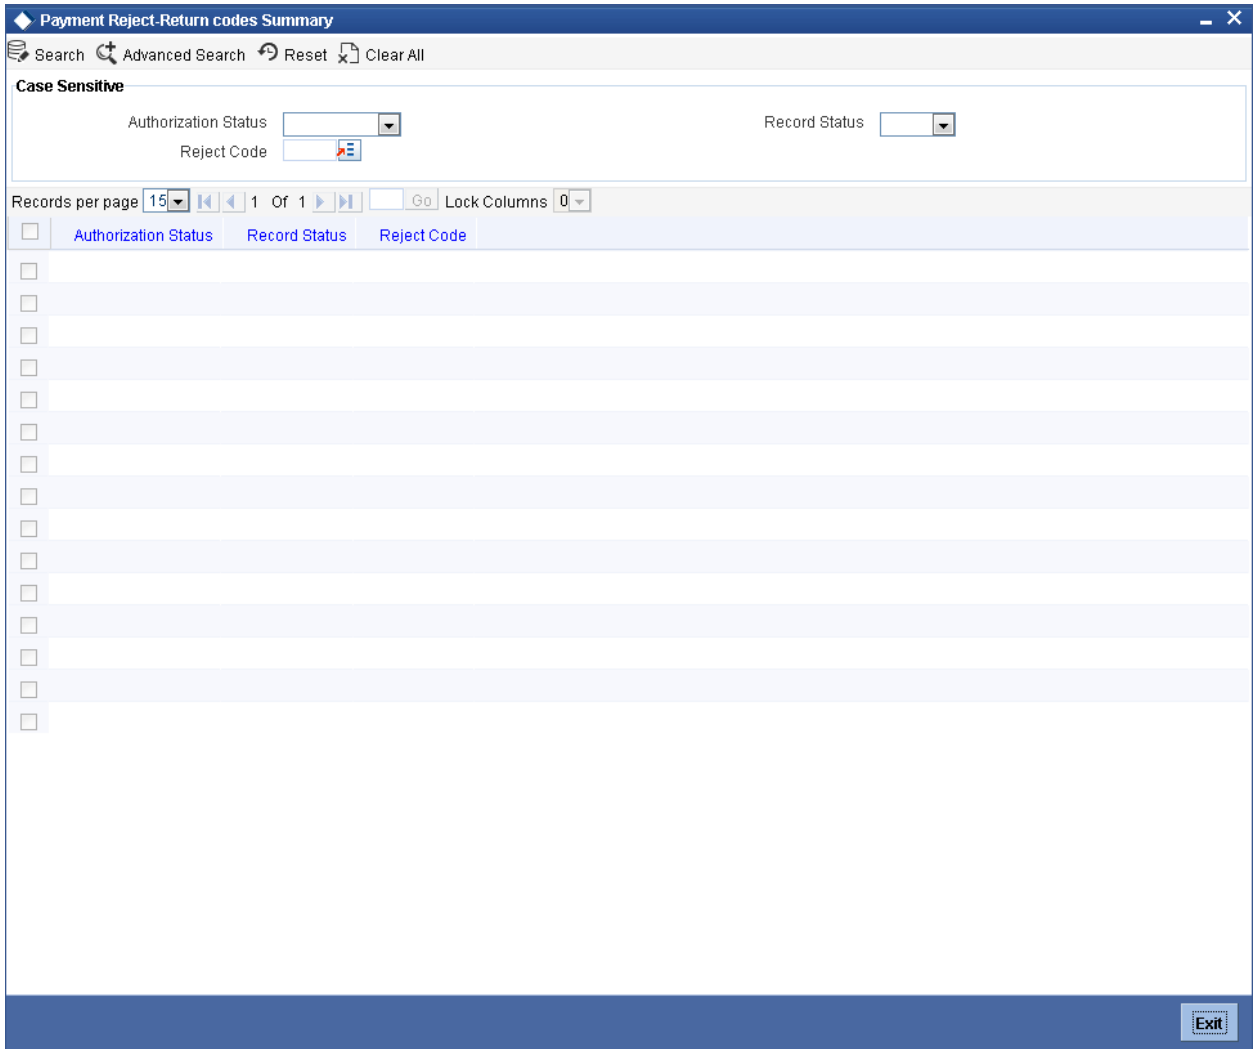 Payment Reject-Return codes Summary
Search Advanced Search Reset Clear All
Case Sensitive
Authorization Status Record Status
Reject Code
Records per page 15 1 Of 1 Go Lock Columns 0
Authorization Status Record Status Reject Code
Exit